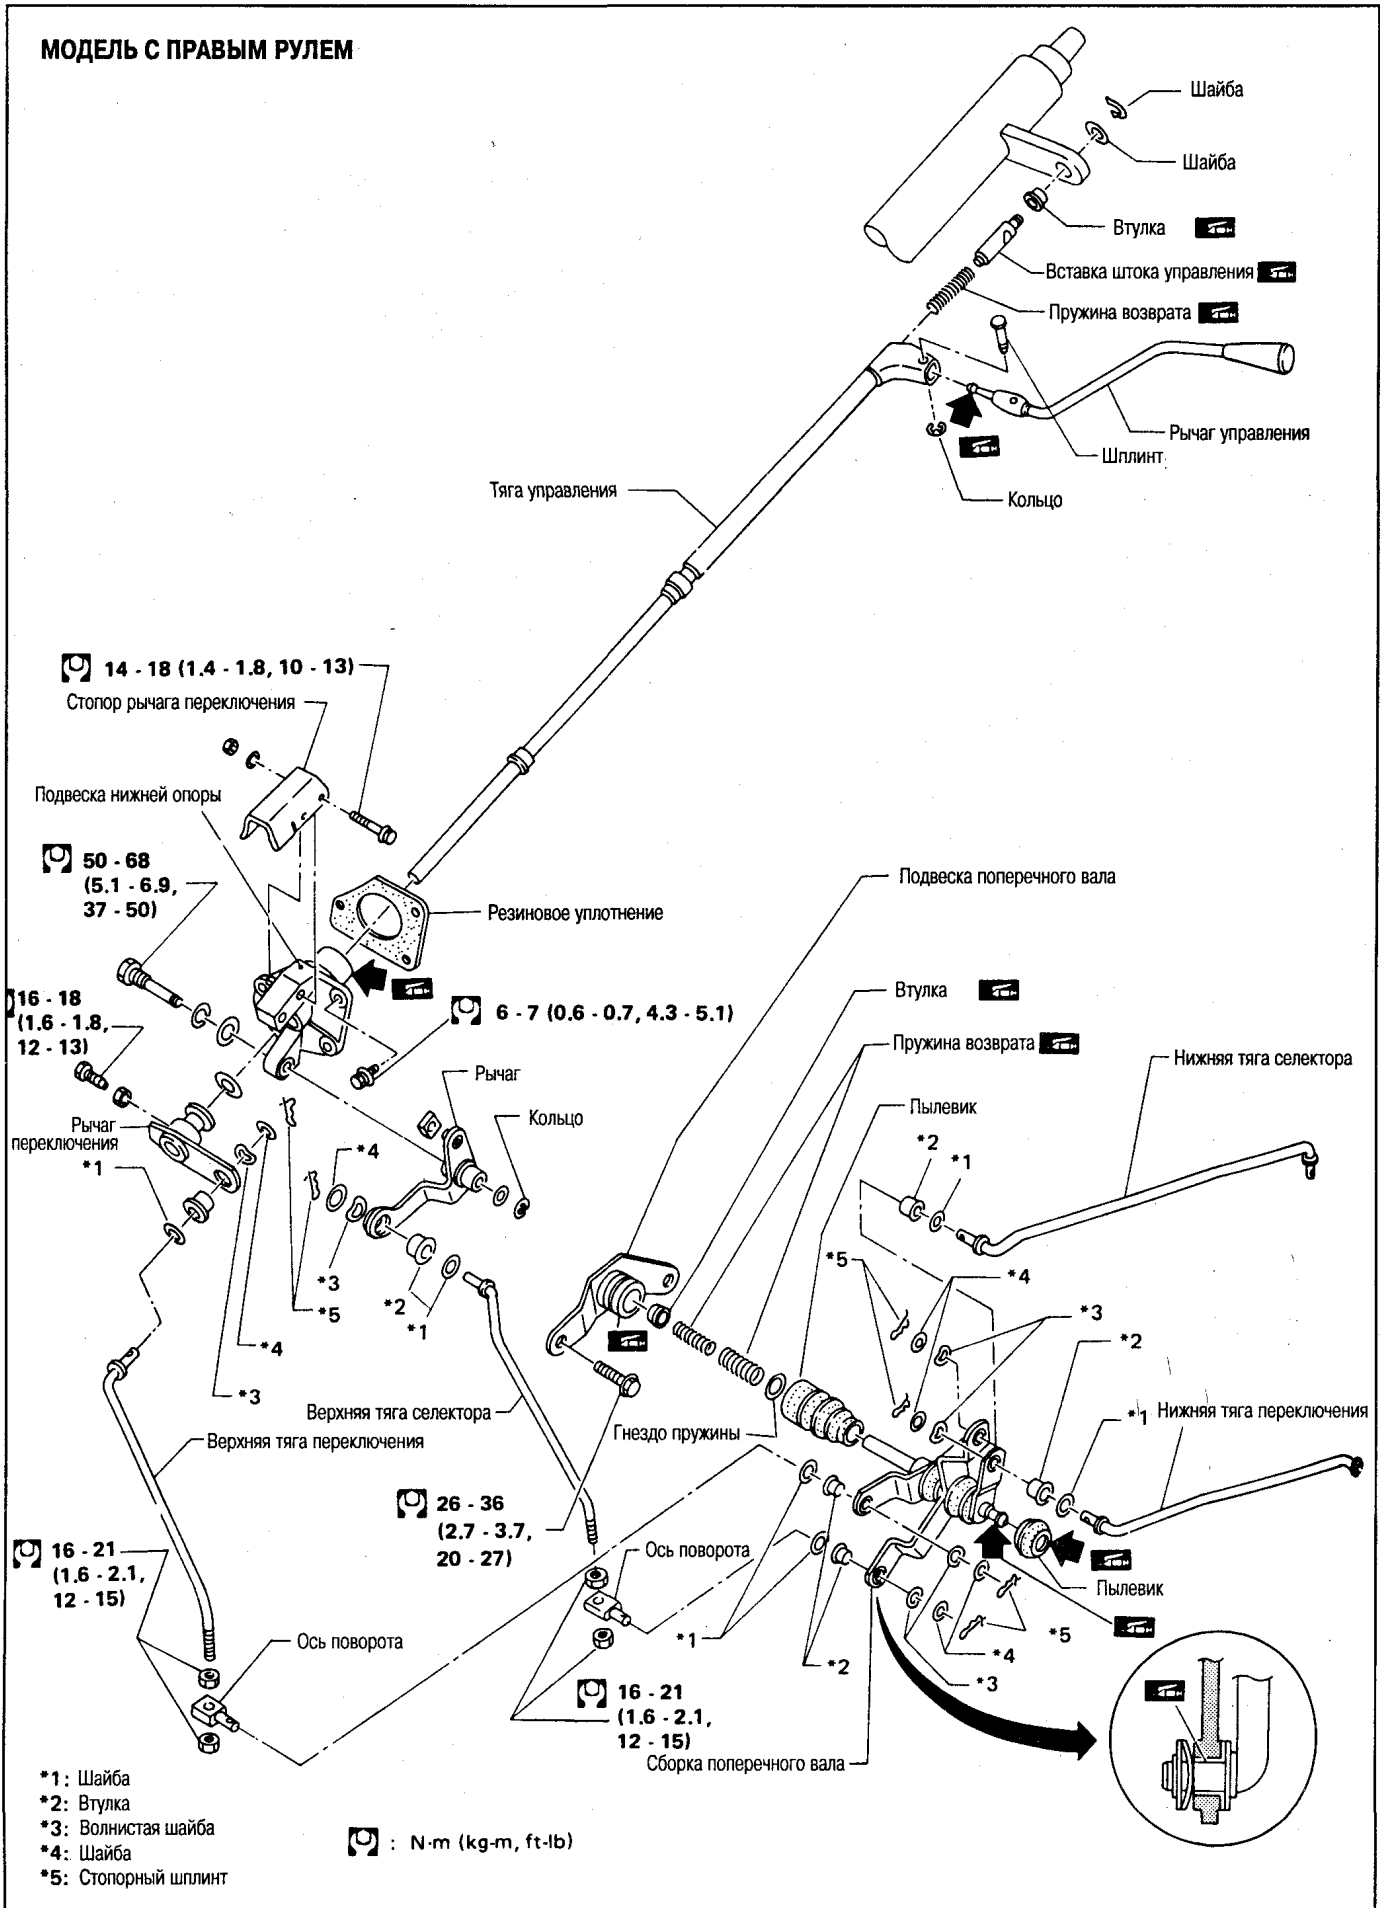 МОДЕЛЬ С ПРАВЫМ РУЛЕМ
Шайба
Шайба
Втулка
Вставка штока управления
Пружина возврата
Рычаг управления
Шплинт
Кольцо
Тяга управления
14 - 18 (1.4 - 1.8, 10 - 13)
Стопор рычага переключения
Подвеска нижней опоры
50 - 68
(5.1 - 6.9,
37 - 50)
Резиновое уплотнение
Подвеска поперечного вала
16 - 18
(1.6 - 1.8,
12 - 13)
6 - 7 (0.6 - 0.7, 4.3 - 5.1)
Втулка
Пружина возврата
Нижняя тяга селектора
Рычаг
Кольцо
Пылевик
Рычаг
переключения
*1
*4
*2
*1
*3
*5
*2
*1
*4
*3
*5
*4
*3
*2
*1
Нижняя тяга переключения
Верхняя тяга селектора
Гнездо пружины
Верхняя тяга переключения
26 - 36
(2.7 - 3.7,
20 - 27)
16 - 21
(1.6 - 2.1,
12 - 15)
Ось поворота
Пылевик
Ось поворота
*1
*2
*5
*4
*3
16 - 21
(1.6 - 2.1,
12 - 15)
Сборка поперечного вала
*1: Шайба
*2: Втулка
*3: Волнистая шайба
*4: Шайба
*5: Стопорный шплинт
: N·m (kg-m, ft-lb)